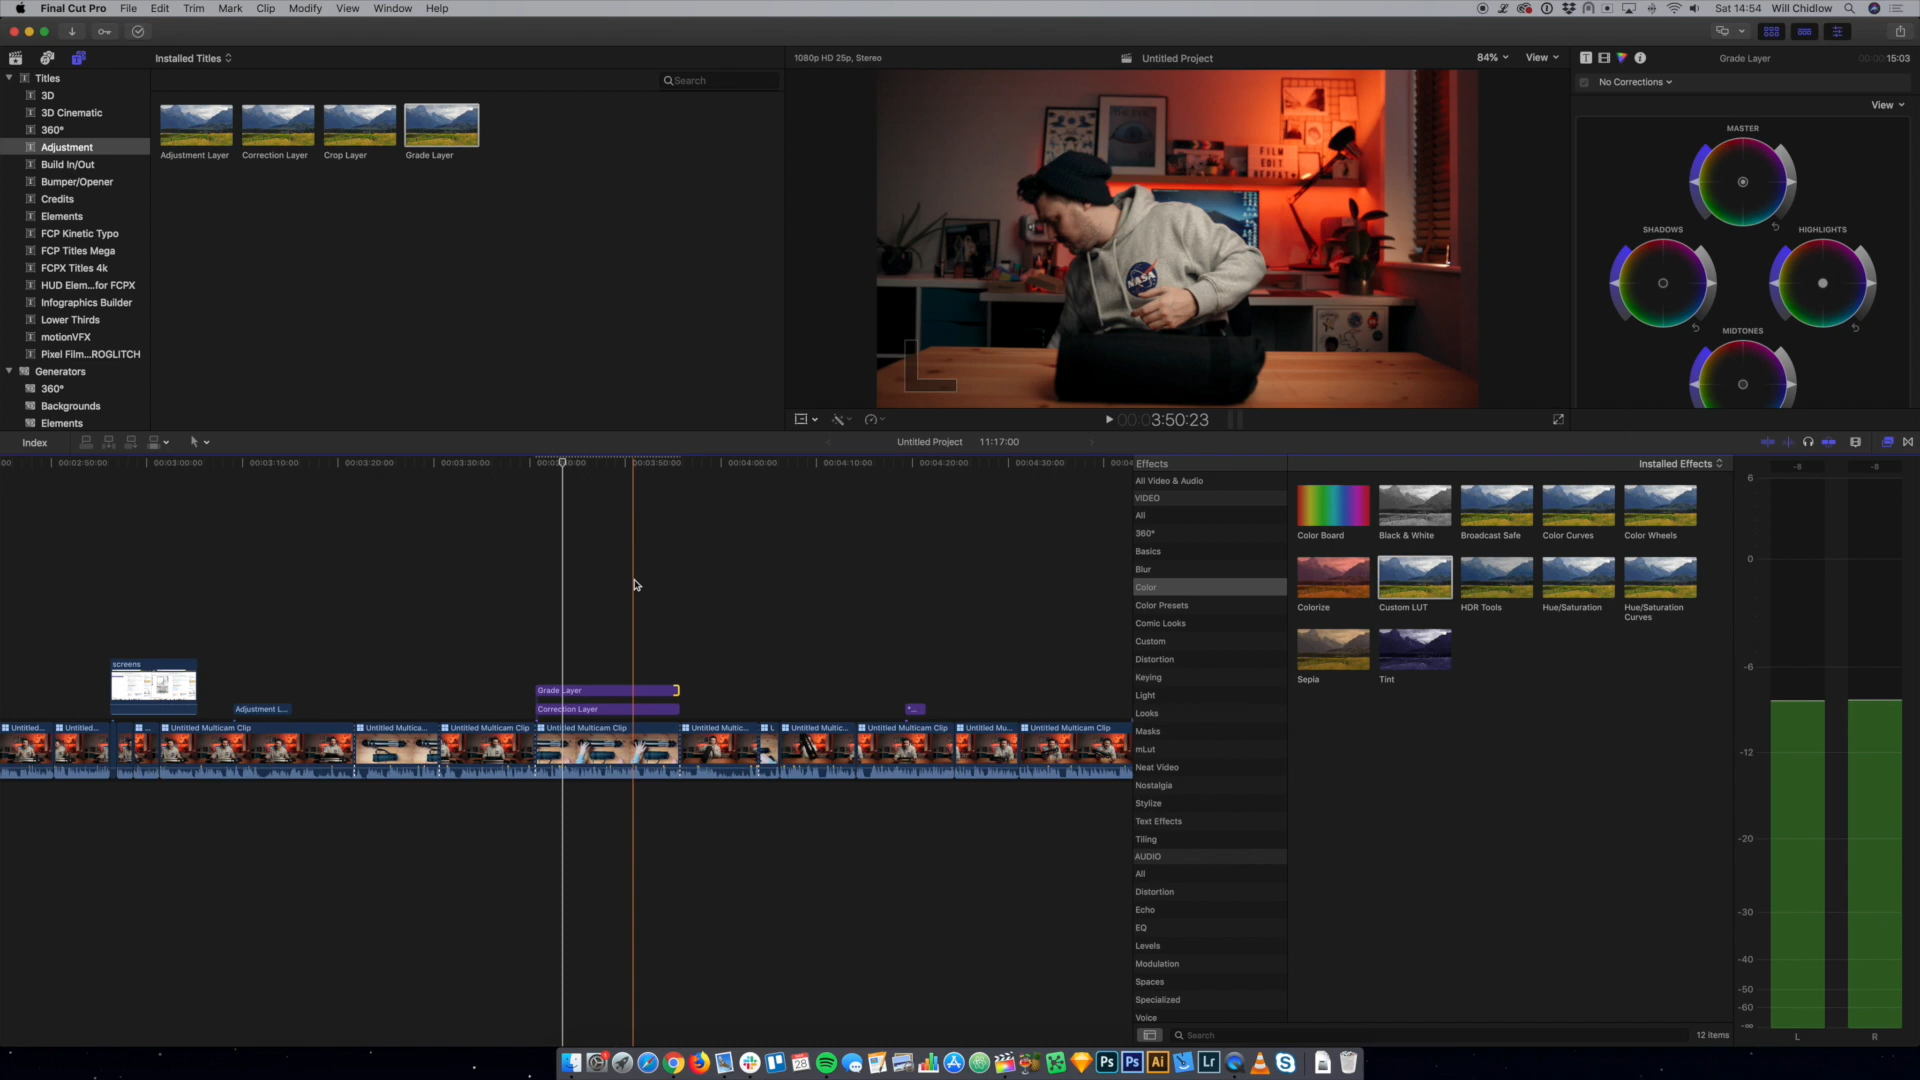 Final Cut Pro File Edit Trim Mark Clip Modify View Window Help
Sat 14:54 Will Chidlow
Installed Titles
Search
Titles
3D
3D Cinematic
360°
Adjustment
Build In/Out
Bumper/Opener
Credits
Elements
FCP Kinetic Typo
FCP Titles Mega
FCPX Titles 4k
HUD Elem...for FCPX
Infographics Builder
Lower Thirds
motionVFX
Pixel Film...ROGLITCH
Generators
360°
Backgrounds
Elements
Adjustment Layer
Correction Layer
Crop Layer
Grade Layer
1080p HD 25p, Stereo
Untitled Project
84%
View
FILM
EDIT
REPEAT
NASA
00:00:3:50:23
Grade Layer
00:00:15:03
No Corrections
View
MASTER
SHADOWS
HIGHLIGHTS
MIDTONES
Index
Untitled Project 11:17:00
00:02:50:00 00:03:00:00 00:03:10:00 00:03:20:00 00:03:30:00 00:03:50:00 00:04:00:00 00:04:10:00 00:04:20:00 00:04:30:00
screens
Adjustment L...
Grade Layer
Correction Layer
Untitled... Untitled... Untitled Multicam Clip Untitled Multica... Untitled Multicam Clip Untitled Multicam Clip Untitled Multic... Untitled Multic... Untitled Multicam Clip Untitled Mu... Untitled Multicam Clip
Effects
All Video & Audio
VIDEO
All
360°
Basics
Blur
Color
Color Presets
Comic Looks
Custom
Distortion
Keying
Light
Looks
Masks
mLut
Neat Video
Nostalgia
Stylize
Text Effects
Tiling
AUDIO
All
Distortion
Echo
EQ
Levels
Modulation
Spaces
Specialized
Voice
Installed Effects
Color Board
Black & White
Broadcast Safe
Color Curves
Color Wheels
Colorize
Custom LUT
HDR Tools
Hue/Saturation
Hue/Saturation
Curves
Sepia
Tint
Search
12 items
-8 -8
6
0
-6
-12
-20
-30
-40
-50
-60
-∞
L R
28
Ps Ps Ai Lr